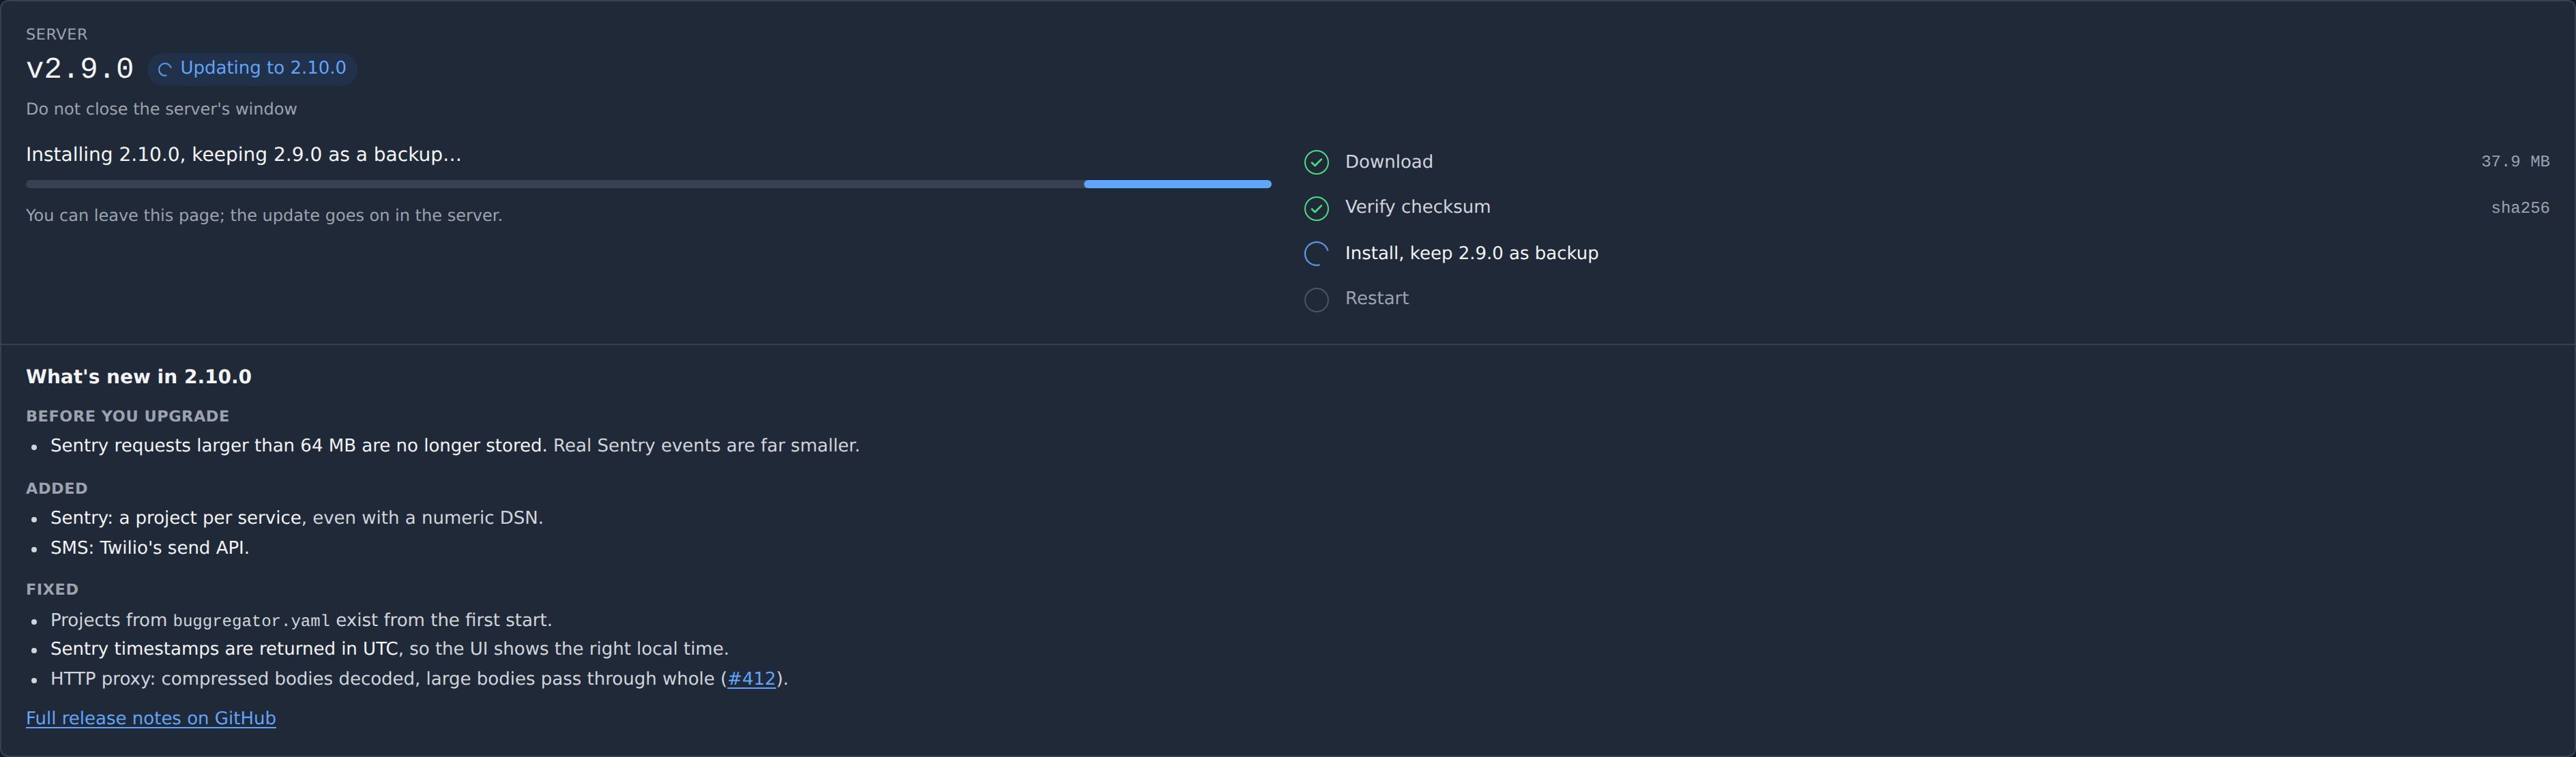 SERVER
v2.9.0 Updating to 2.10.0
Do not close the server's window
Installing 2.10.0, keeping 2.9.0 as a backup…
You can leave this page; the update goes on in the server.
Download 37.9 MB
Verify checksum sha256
Install, keep 2.9.0 as backup
Restart
What's new in 2.10.0
BEFORE YOU UPGRADE
• Sentry requests larger than 64 MB are no longer stored. Real Sentry events are far smaller.
ADDED
• Sentry: a project per service, even with a numeric DSN.
• SMS: Twilio's send API.
FIXED
• Projects from buggregator.yaml exist from the first start.
• Sentry timestamps are returned in UTC, so the UI shows the right local time.
• HTTP proxy: compressed bodies decoded, large bodies pass through whole (#412).
Full release notes on GitHub